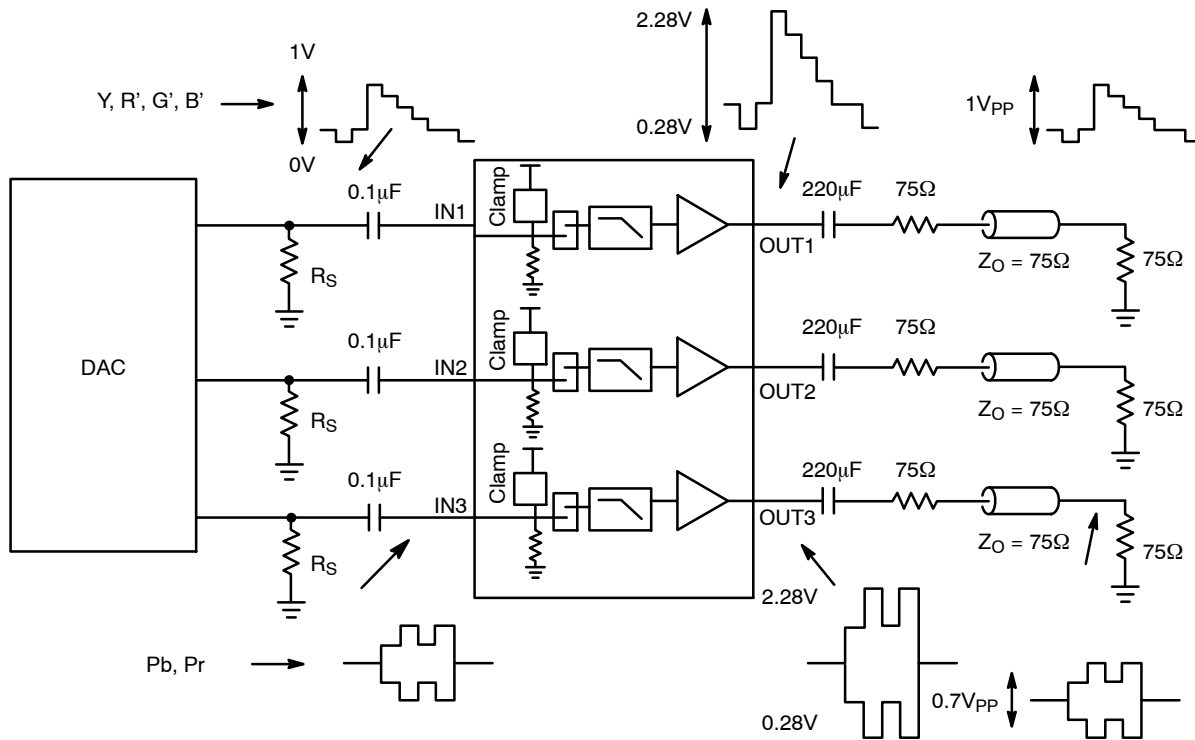 2.28V
1V
Y, R’, G’, B’
1VPP
0.28V
0V
0.1μF
Clamp
220μF
75Ω
IN1
OUT1
ZO = 75Ω
75Ω
RS
0.1μF
Clamp
220μF
75Ω
DAC
IN2
OUT2
ZO = 75Ω
75Ω
RS
0.1μF
Clamp
220μF
75Ω
IN3
OUT3
ZO = 75Ω
75Ω
RS
2.28V
Pb, Pr
0.7VPP
0.28V